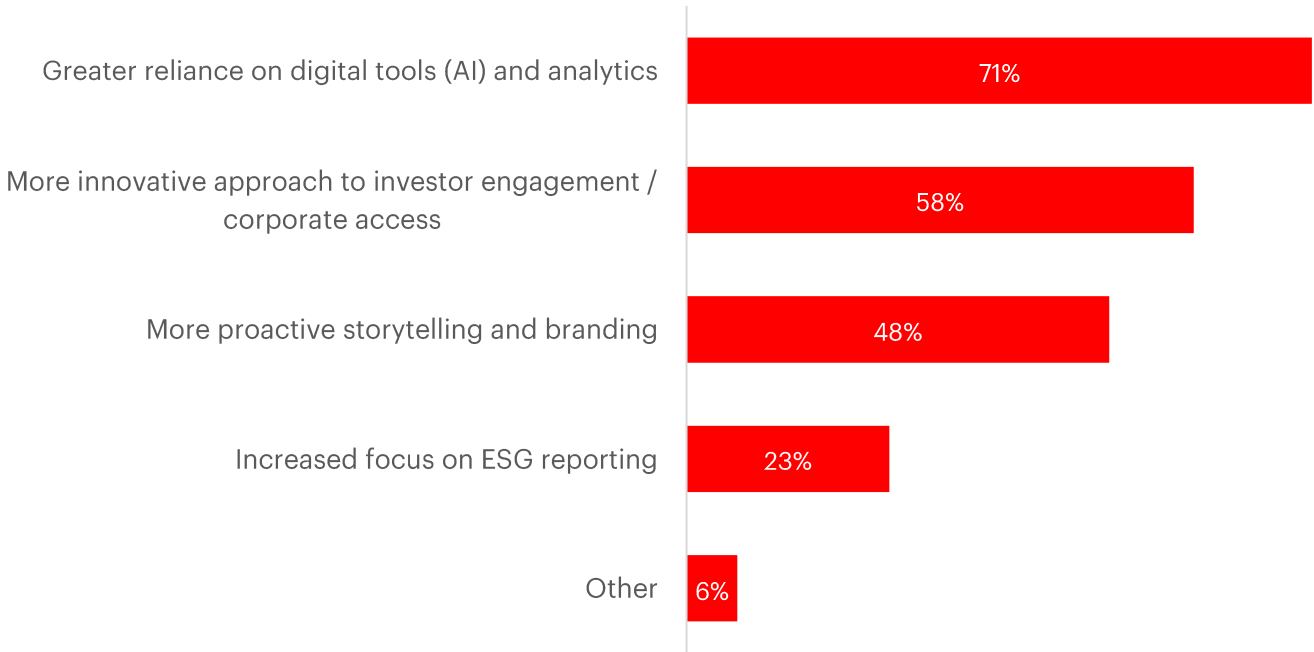 Greater reliance on digital tools (AI) and analytics
71%
More innovative approach to investor engagement /
corporate access
58%
More proactive storytelling and branding
48%
Increased focus on ESG reporting
23%
Other
6%